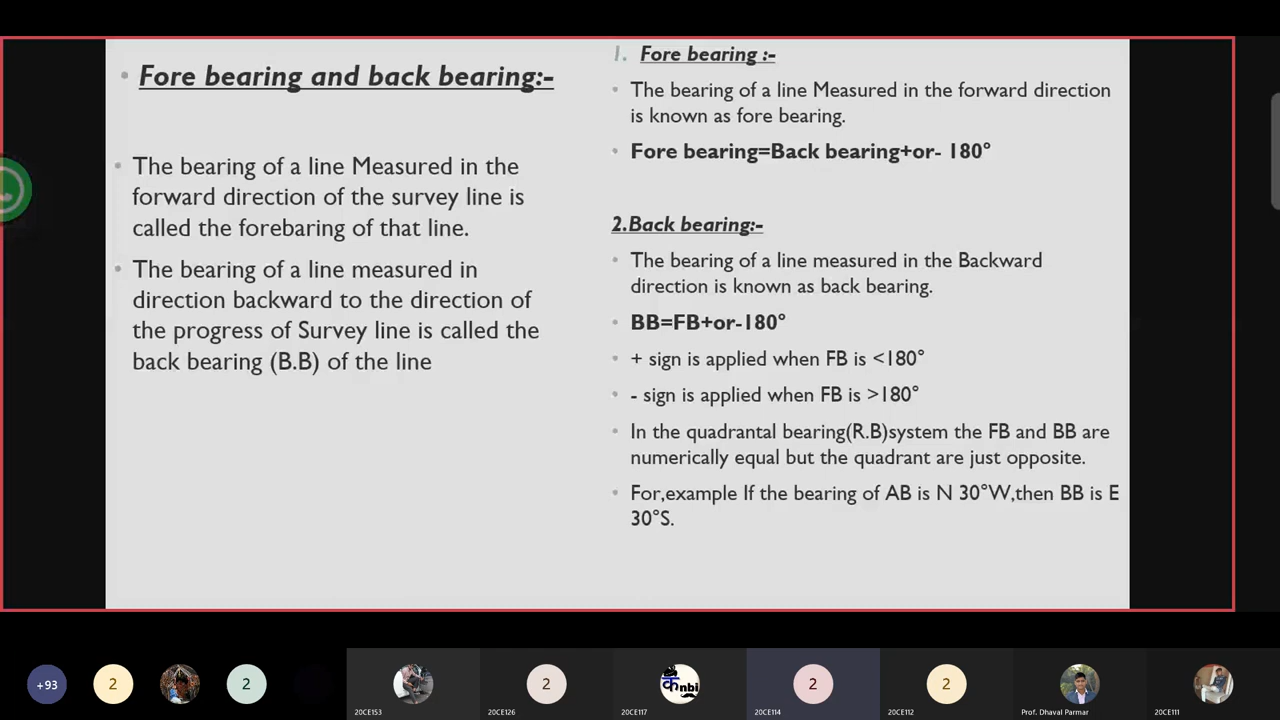 Fore bearing and back bearing:-
The bearing of a line Measured in the
forward direction of the survey line is
called the forebaring of that line.
The bearing of a line measured in
direction backward to the direction of
the progress of Survey line is called the
back bearing (B.B) of the line
1. Fore bearing :-
The bearing of a line Measured in the forward direction
is known as fore bearing.
Fore bearing=Back bearing+or- 180°
2.Back bearing:-
The bearing of a line measured in the Backward
direction is known as back bearing.
BB=FB+or-180°
+ sign is applied when FB is <180°
- sign is applied when FB is >180°
In the quadrantal bearing(R.B)system the FB and BB are
numerically equal but the quadrant are just opposite.
For,example If the bearing of AB is N 30°W,then BB is E
30°S.
+93
2
2
2
कnbi
2
2
20CE153
20CE126
20CE117
20CE114
20CE112
Prof. Dhaval Parmar
20CE111